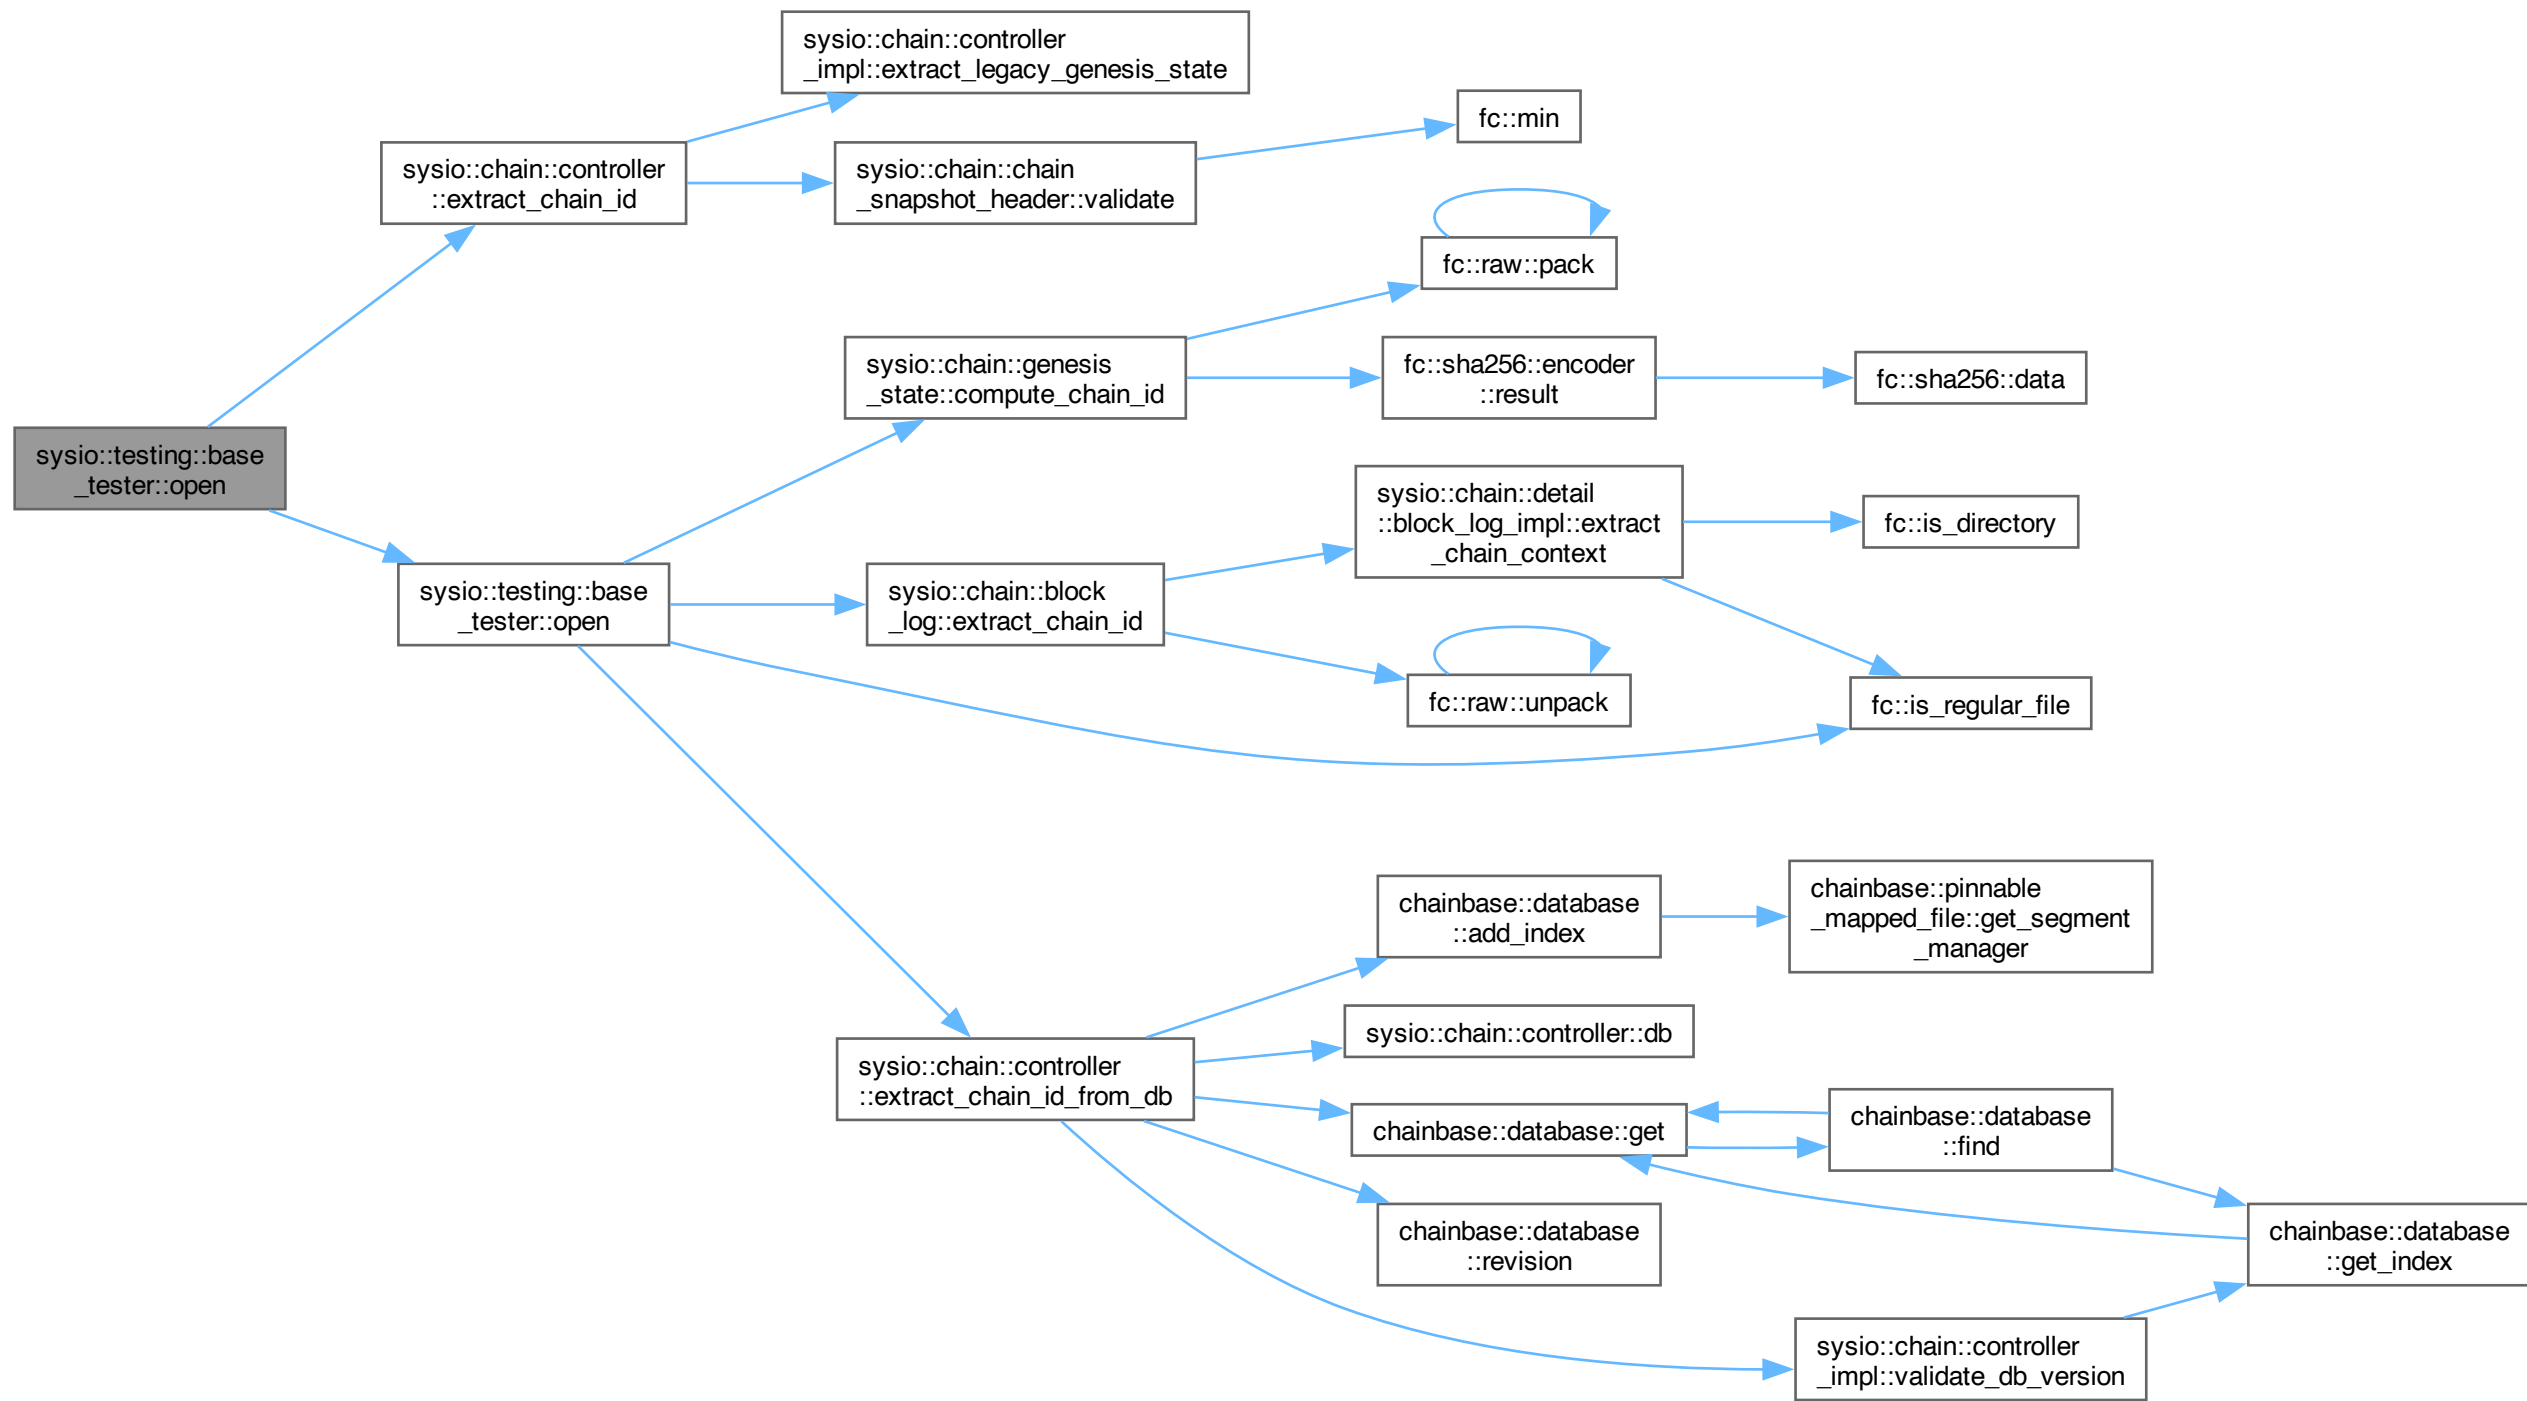 sysio::chain::controller
_impl::extract_legacy_genesis_state
fc::min
sysio::chain::controller
::extract_chain_id
sysio::chain::chain
_snapshot_header::validate
fc::raw::pack
sysio::chain::genesis
_state::compute_chain_id
fc::sha256::encoder
::result
fc::sha256::data
sysio::testing::base
_tester::open
sysio::chain::detail
::block_log_impl::extract
_chain_context
fc::is_directory
sysio::testing::base
_tester::open
sysio::chain::block
_log::extract_chain_id
fc::raw::unpack
fc::is_regular_file
chainbase::database
::add_index
chainbase::pinnable
_mapped_file::get_segment
_manager
sysio::chain::controller::db
sysio::chain::controller
::extract_chain_id_from_db
chainbase::database::get
chainbase::database
::find
chainbase::database
::revision
chainbase::database
::get_index
sysio::chain::controller
_impl::validate_db_version